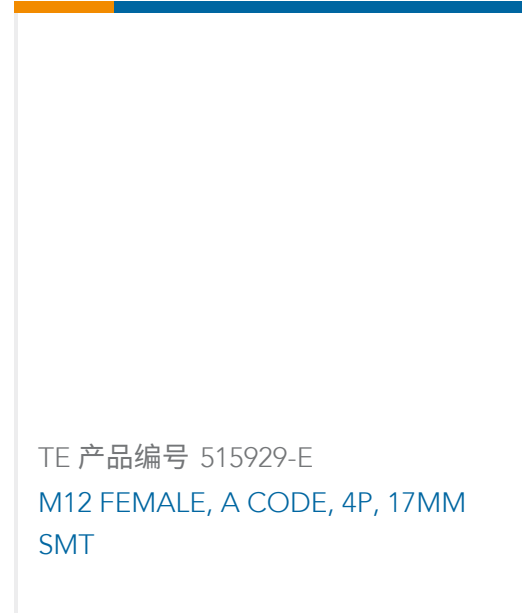 TE 产品编号 515929-E
M12 FEMALE, A CODE, 4P, 17MM
SMT